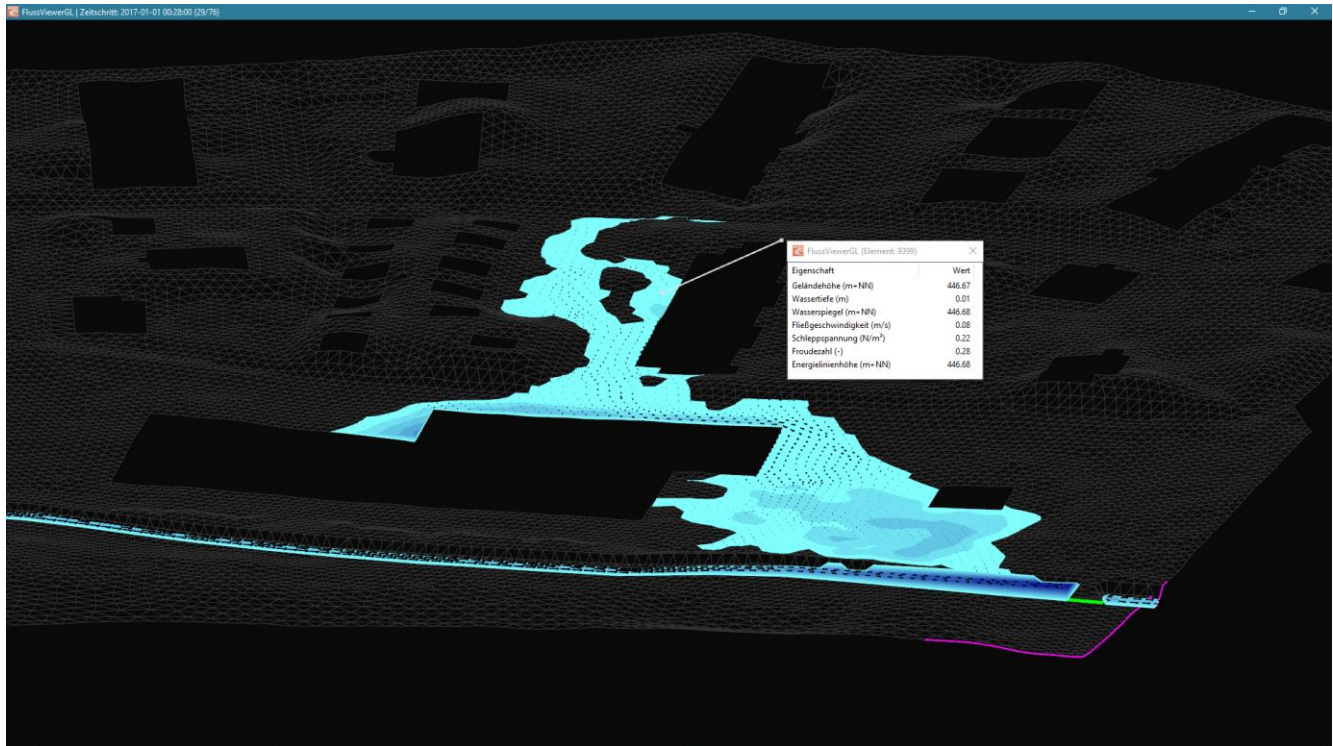 FlussViewerGL | Zeitschritt: 2017-01-01 00:28:00 (29/76)
FlussViewerGL (Element: 9399)
Eigenschaft Wert
Geländehöhe (m+NN) 446.67
Wassertiefe (m) 0.01
Wasserspiegel (m+NN) 446.68
Fließgeschwindigkeit (m/s) 0.08
Schleppspannung (N/m²) 0.22
Froudezahl (-) 0.28
Energielinienhöhe (m+NN) 446.68